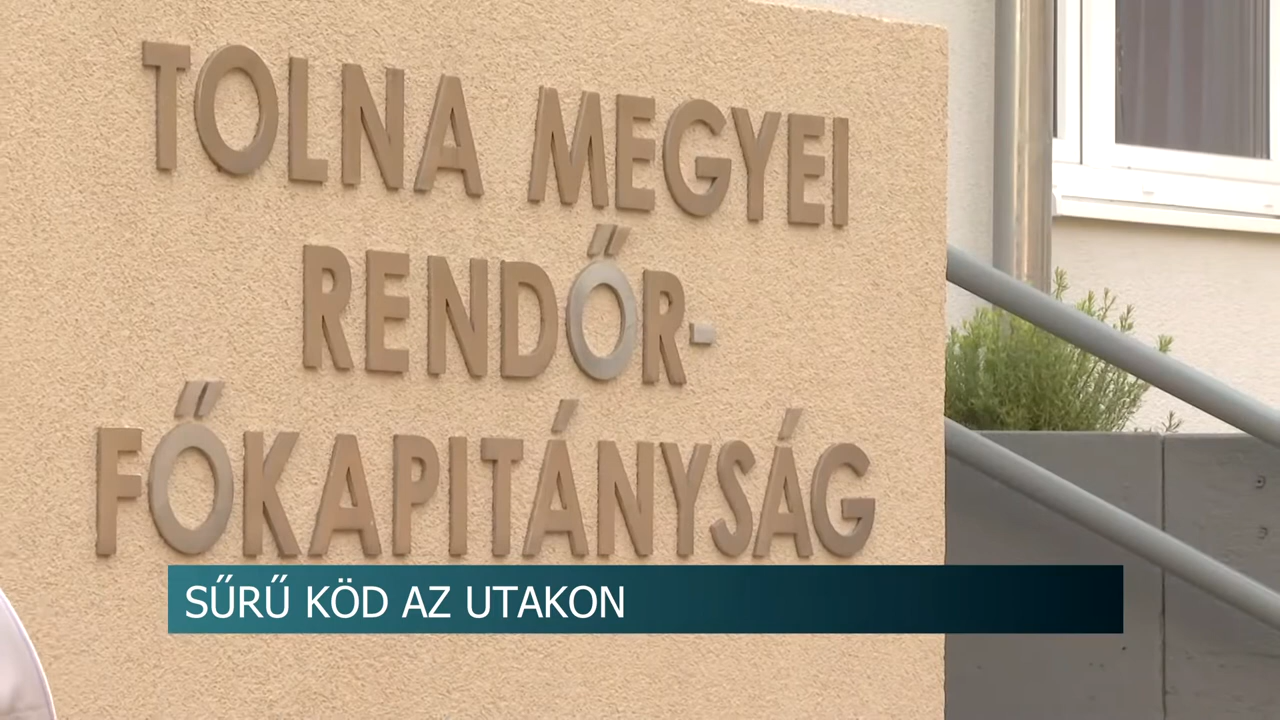 TOLNA MEGYEI
RENDŐR-
FŐKAPITÁNYSÁG
SŰRŰ KÖD AZ UTAKON